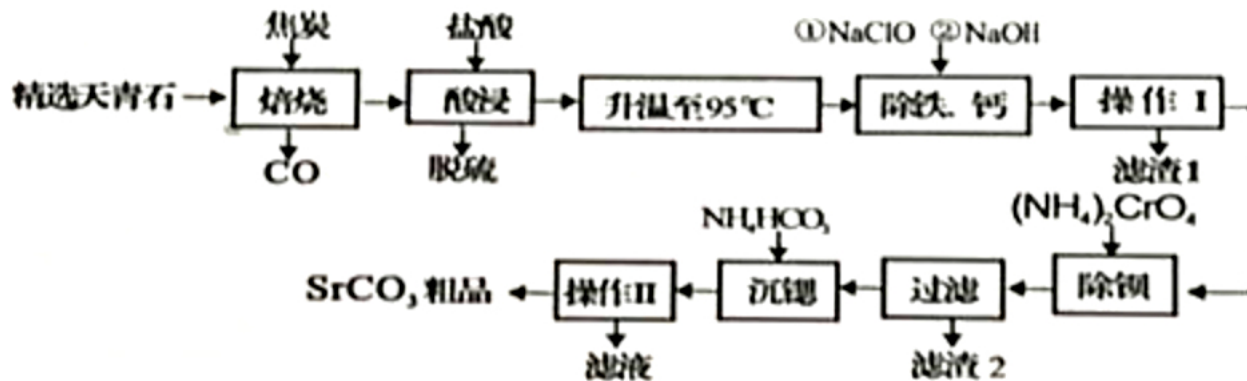 焦炭 盐酸 ①NaClO ②NaOH
精选天青石 焙烧 酸浸 升温至95℃ 除铁、钙 操作 I
CO 脱硫 滤渣1
NH₄HCO₃ (NH₄)₂CrO₄
SrCO₃粗品 操作II 沉锶 过滤 除钡
滤液 滤渣 2